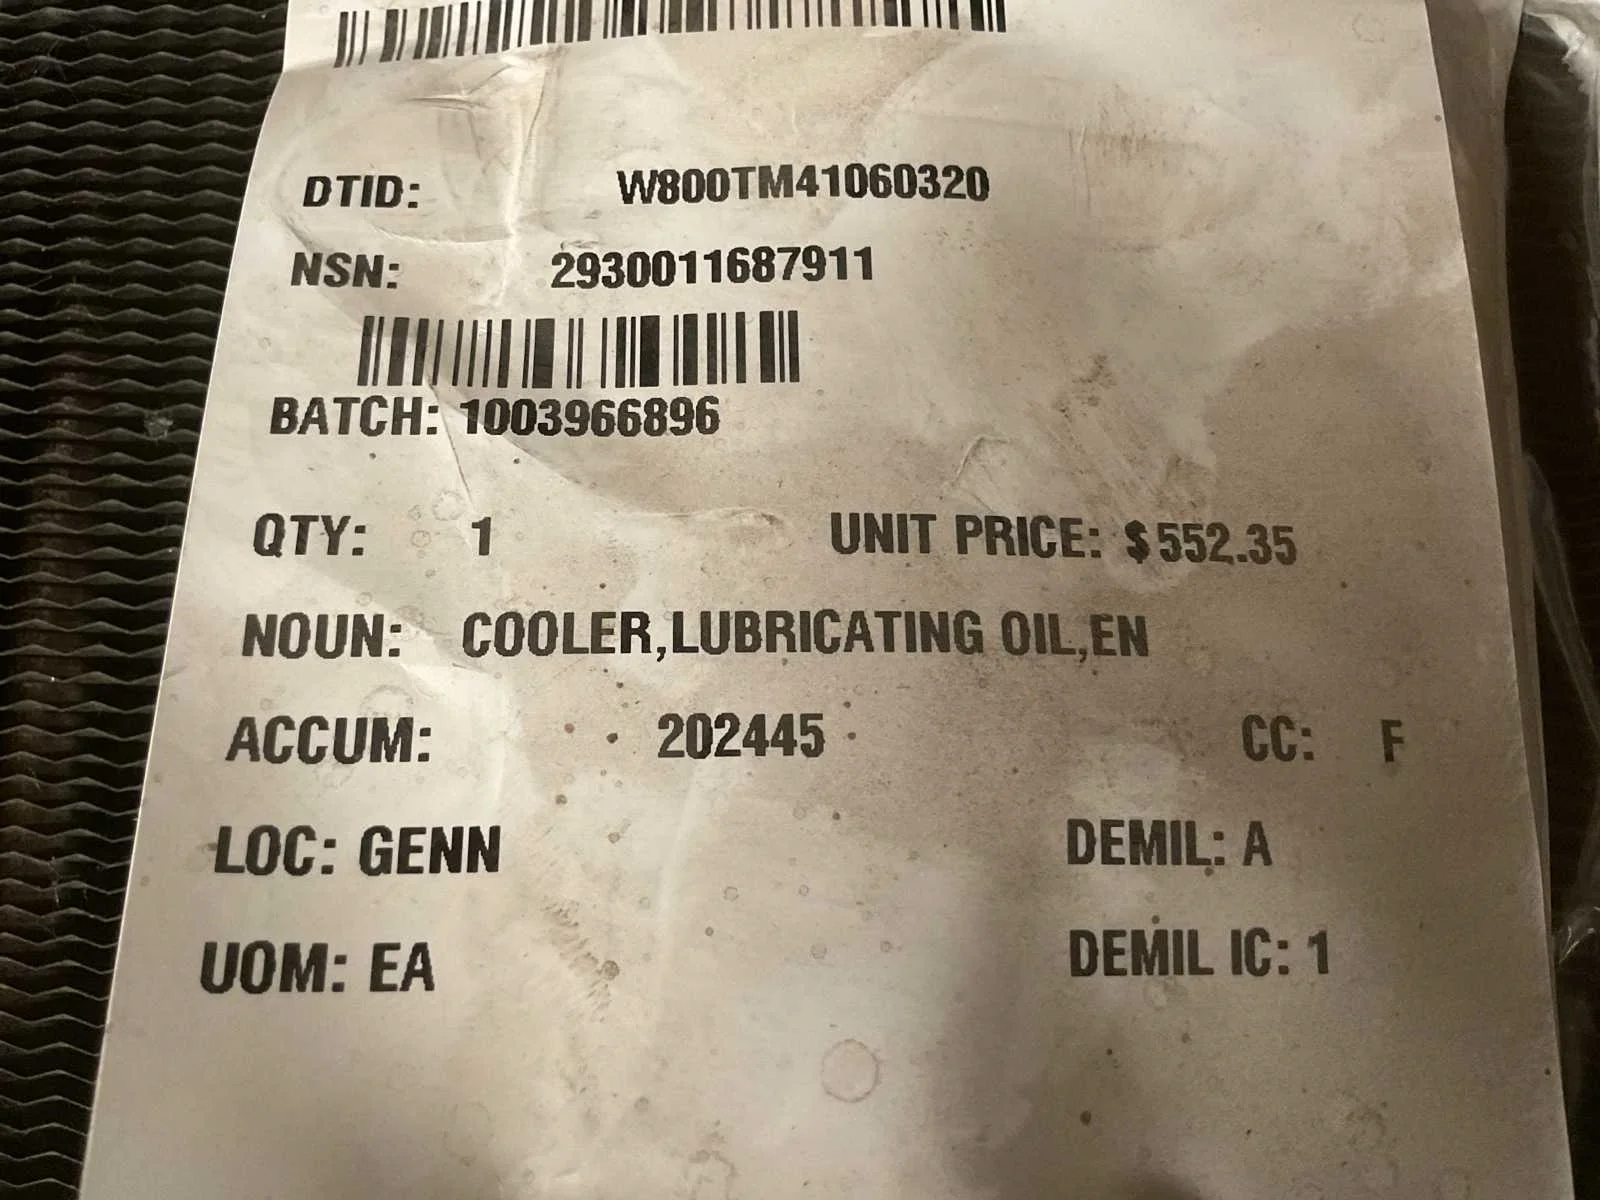 DTID: W800TM41060320
NSN: 2930011687911
BATCH: 1003966896
QTY: 1 UNIT PRICE: $552.35
NOUN: COOLER,LUBRICATING OIL,EN
ACCUM: 202445 CC: F
LOC: GENN DEMIL: A
UOM: EA DEMIL IC: 1